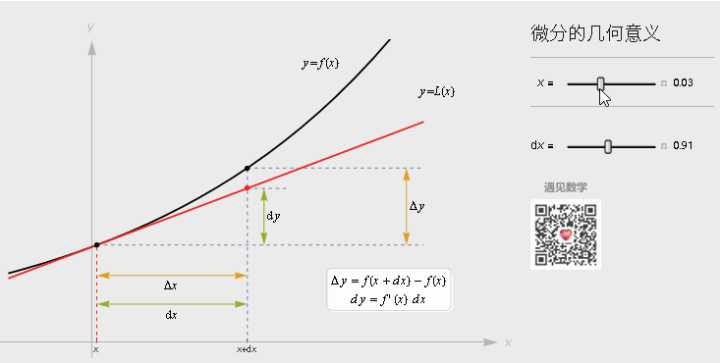 微分的几何意义
y
y=f(x)
x = 0.03
y=L(x)
dx = 0.91
遇见数学
dy
Δy
Δx
Δy = f(x + dx) − f(x)
dy = f' (x) dx
dx
x
x
x+dx